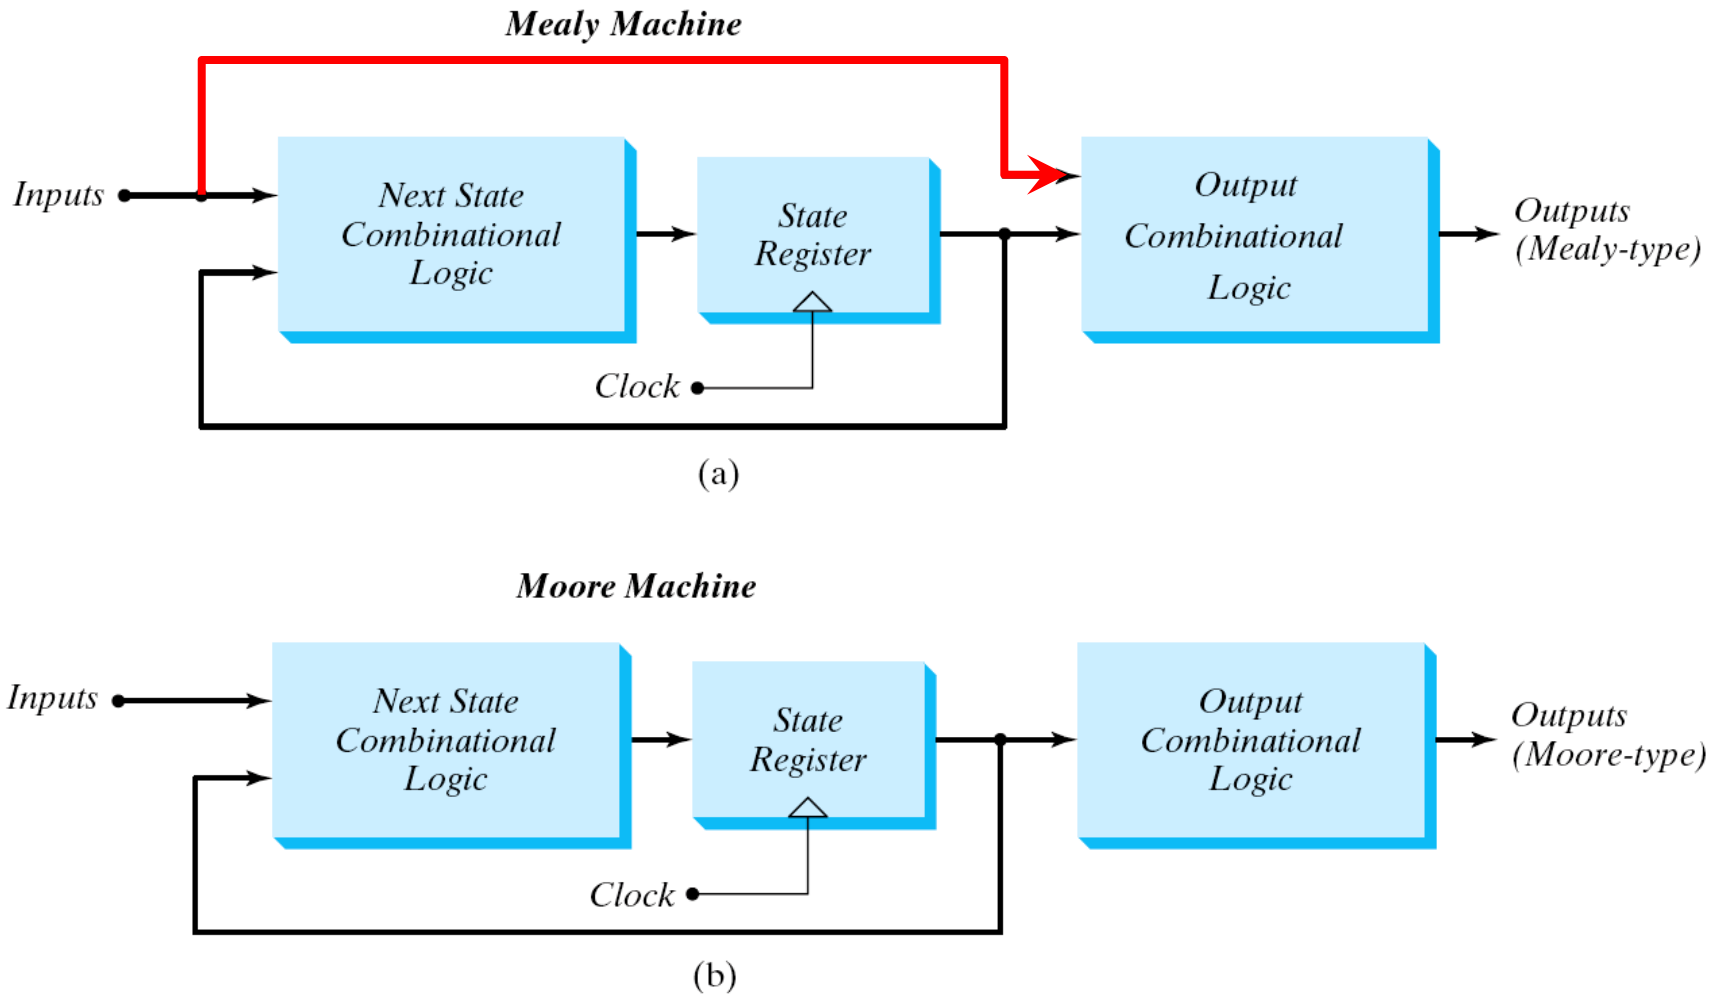 Mealy Machine
Inputs
Next State
Combinational
Logic
State
Register
Clock
Output
Combinational
Logic
Outputs
(Mealy-type)
(a)
Moore Machine
Inputs
Next State
Combinational
Logic
State
Register
Clock
Output
Combinational
Logic
Outputs
(Moore-type)
(b)